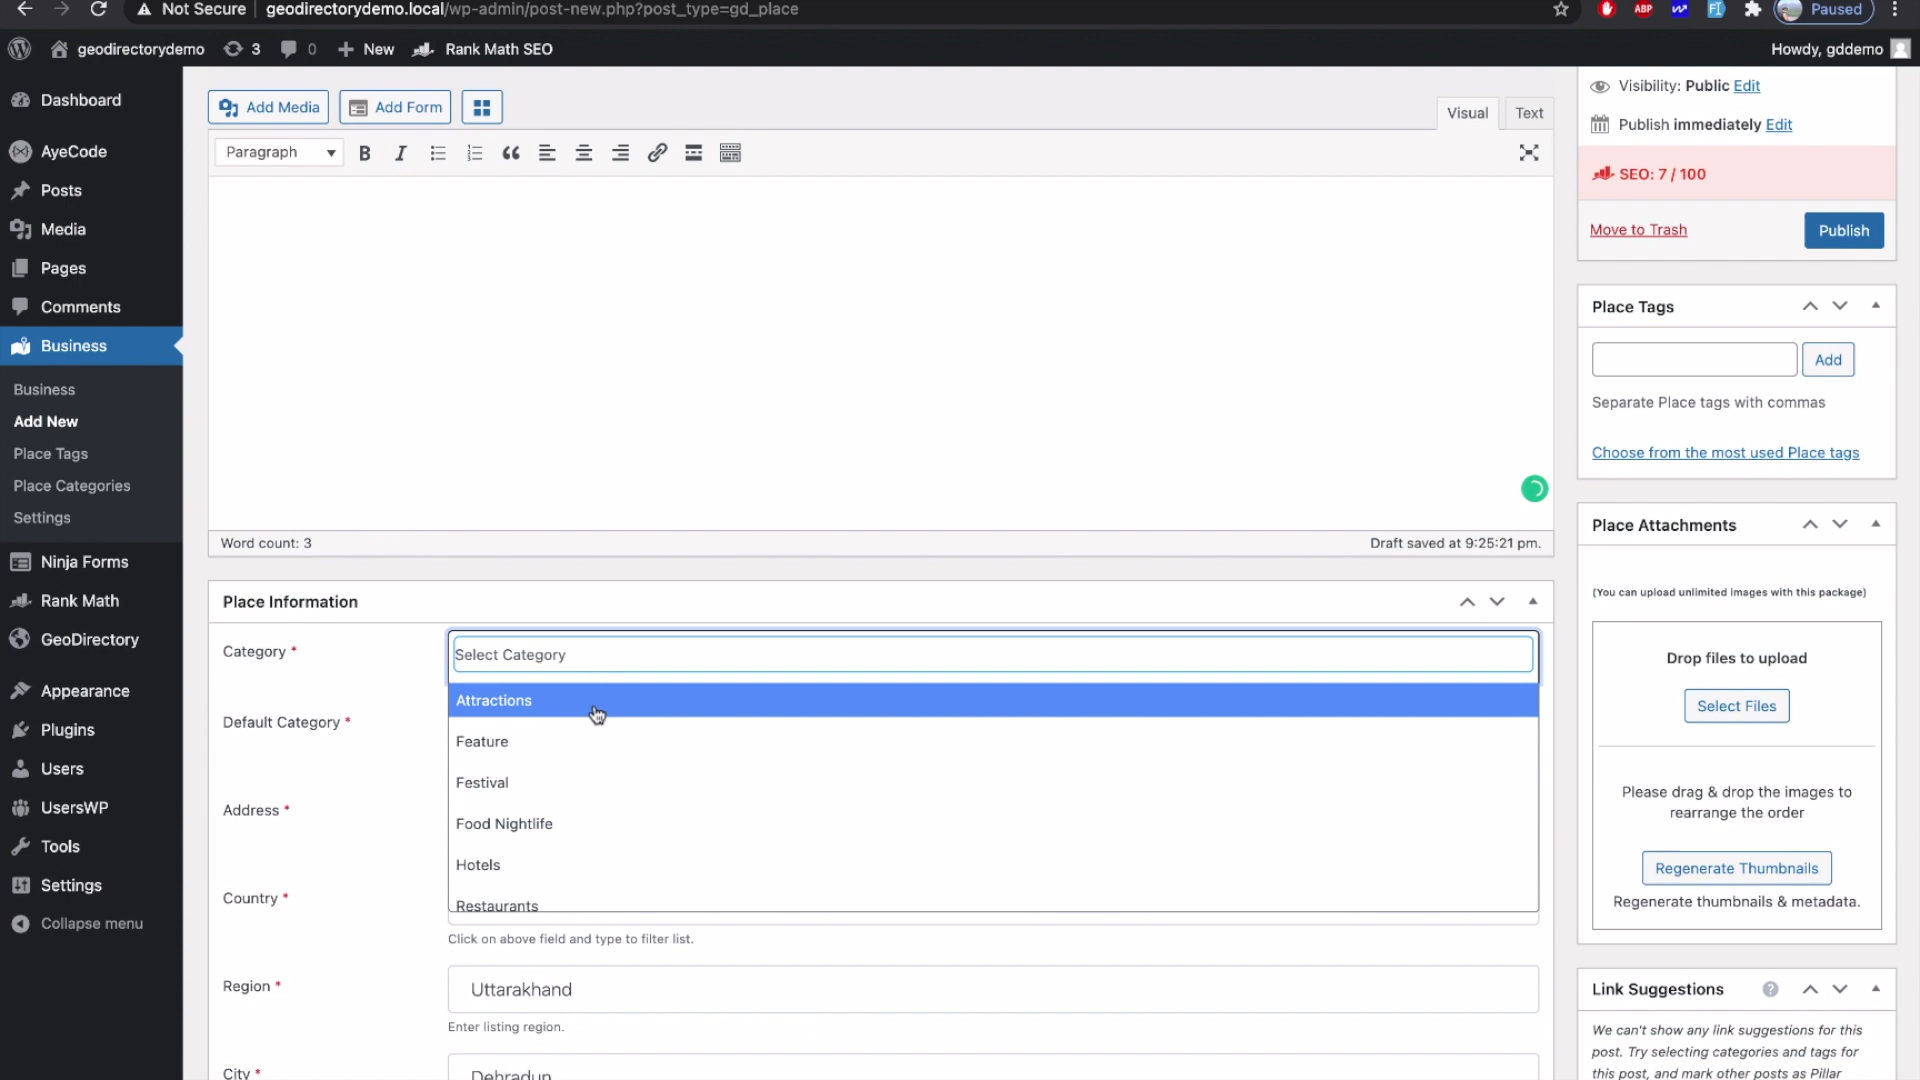 Not Secure
geodirectorydemo.local/wp-admin/post-new.php?post_type=gd_place
ABP
Paused
geodirectorydemo
3
0
New
Rank Math SEO
Howdy, gddemo
Dashboard
AyeCode
Posts
Media
Pages
Comments
Business
Business
Add New
Place Tags
Place Categories
Settings
Ninja Forms
Rank Math
GeoDirectory
Appearance
Plugins
Users
UsersWP
Tools
Settings
Collapse menu
Add Media
Add Form
Visual
Text
Paragraph
Word count: 3
Draft saved at 9:25:21 pm.
Place Information
Category *
Select Category
Attractions
Feature
Festival
Food Nightlife
Hotels
Restaurants
Default Category *
Address *
Country *
Click on above field and type to filter list.
Region *
Uttarakhand
Enter listing region.
City *
Dehradun
Visibility: Public Edit
Publish immediately Edit
SEO: 7 / 100
Move to Trash
Publish
Place Tags
Add
Separate Place tags with commas
Choose from the most used Place tags
Place Attachments
(You can upload unlimited images with this package)
Drop files to upload
Select Files
Please drag & drop the images to
rearrange the order
Regenerate Thumbnails
Regenerate thumbnails & metadata.
Link Suggestions
We can't show any link suggestions for this
post. Try selecting categories and tags for
this post, and mark other posts as Pillar